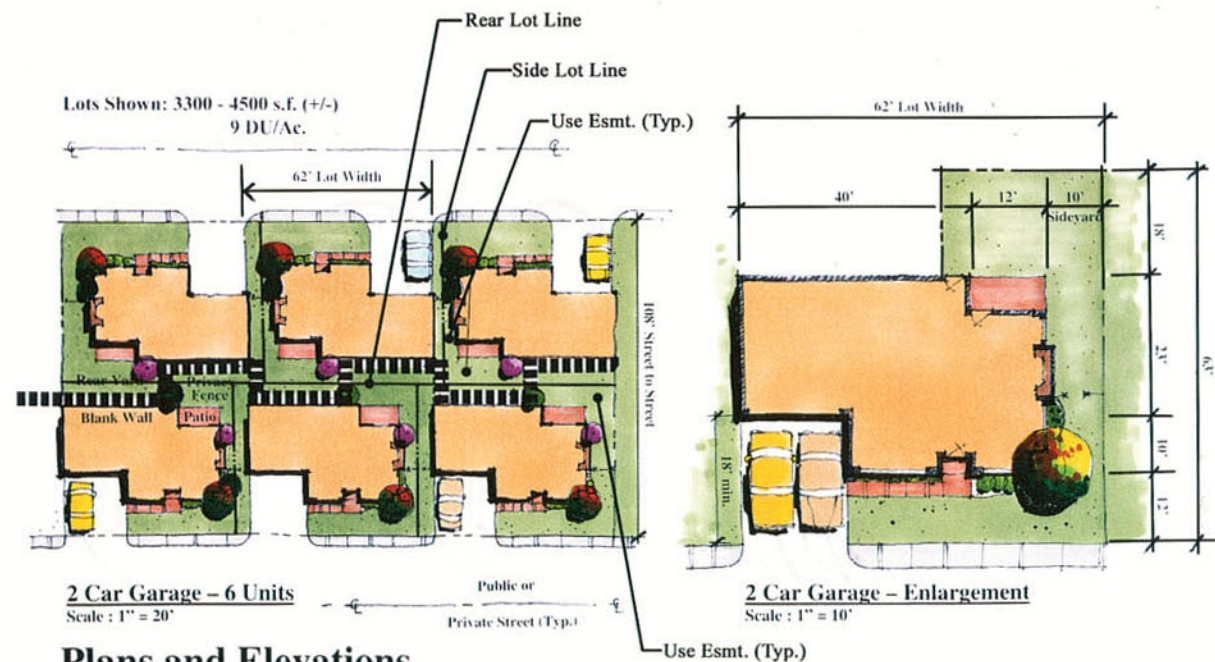 Rear Lot Line
Side Lot Line
Lots Shown: 3300 - 4500 s.f. (+/-)
9 DU/Ac.
Use Esmt. (Typ.)
62' Lot Width
62' Lot Width
40'
12'
10'
Sideyard
18'
23'
63'
10'
12'
18' min.
108' Street to Street
Rear Yard
Privacy
Fence
Blank Wall
Patio
2 Car Garage – 6 Units
Scale : 1" = 20'
Public or
Private Street (Typ.)
2 Car Garage – Enlargement
Scale : 1" = 10'
Use Esmt. (Typ.)
Plans and Elevations